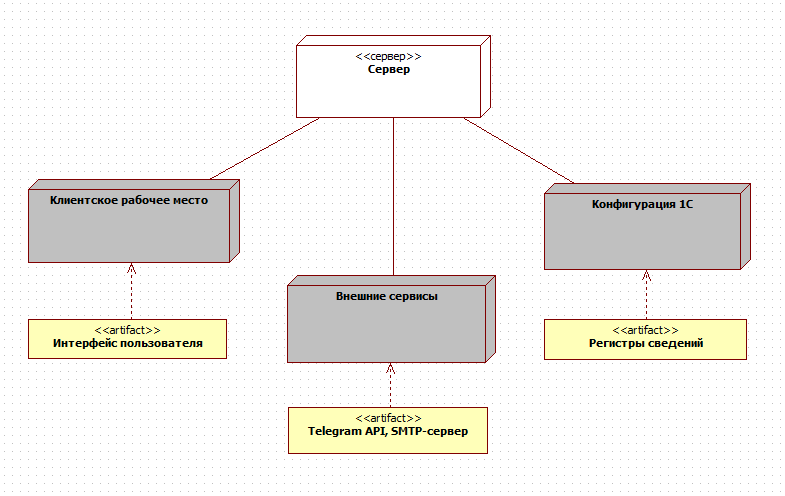 <<сервер>>
Сервер
Клиентское рабочее место
Конфигурация 1С
Внешние сервисы
<<artifact>>
Интерфейс пользователя
<<artifact>>
Регистры сведений
<<artifact>>
Telegram API, SMTP-сервер